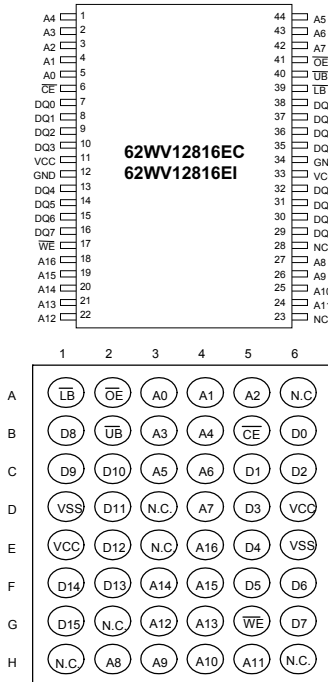 A4 1 44 A5
A3 2 43 A6
A2 3 42 A7
A1 4 41 OE
A0 5 40 UB
CE 6 39 LB
DQ0 7 38 DQ
DQ1 8 37 DQ
DQ2 9 36 DQ
DQ3 10 35 DQ
VCC 11 34 GN
GND 12 33 VC
DQ4 13 32 DQ
DQ5 14 31 DQ
DQ6 15 30 DQ
DQ7 16 29 DQ
WE 17 28 NC
A16 18 27 A8
A15 19 26 A9
A14 20 25 A10
A13 21 24 A11
A12 22 23 NC
62WV12816EC
62WV12816EI
1 2 3 4 5 6
A LB OE A0 A1 A2 N.C
B D8 UB A3 A4 CE D0
C D9 D10 A5 A6 D1 D2
D VSS D11 N.C. A7 D3 VCC
E VCC D12 N.C. A16 D4 VSS
F D14 D13 A14 A15 D5 D6
G D15 N.C. A12 A13 WE D7
H N.C. A8 A9 A10 A11 N.C.